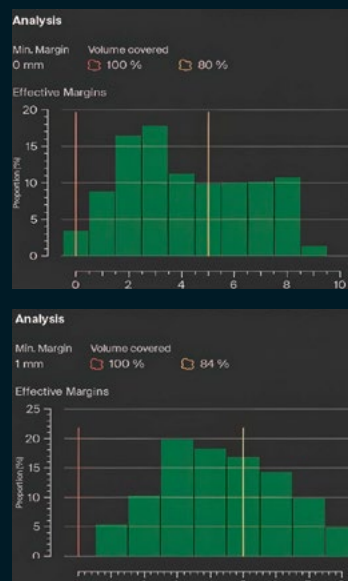 Analysis
Min. Margin Volume covered
0 mm 100 % 80 %
Effective Margins
20
15
10
5
0
Proportion(%)
0 2 4 6 8 10
Analysis
Min. Margin Volume covered
1 mm 100 % 84 %
Effective Margins
25
20
15
10
5
0
Proportion(%)